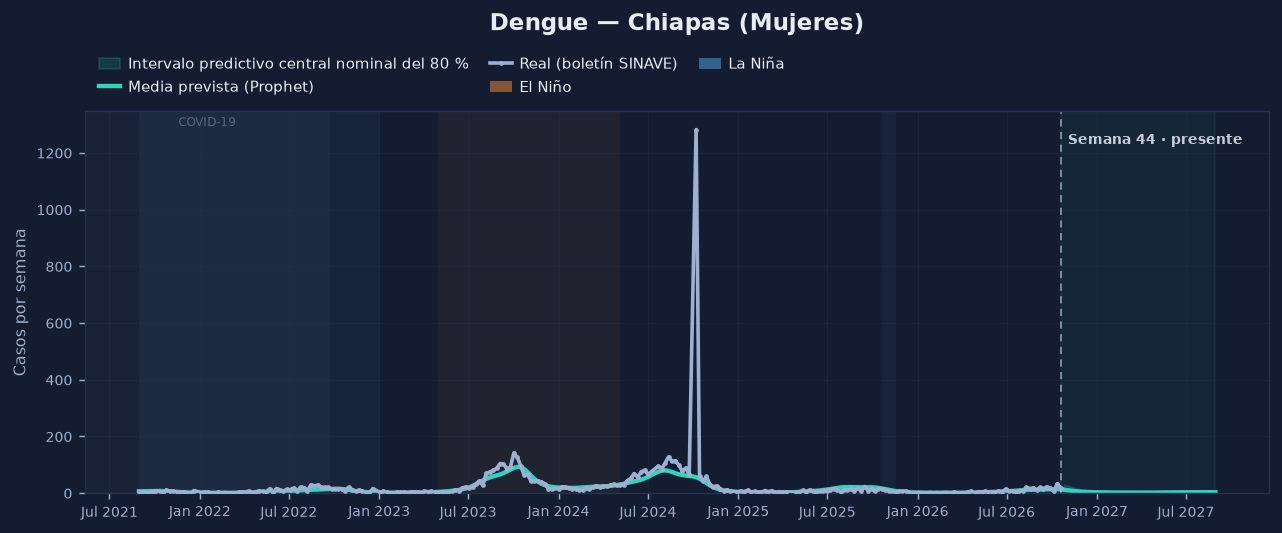 Dengue — Chiapas (Mujeres)
Intervalo predictivo central nominal del 80 %
Real (boletín SINAVE)
La Niña
Media prevista (Prophet)
El Niño
COVID-19
Semana 44 · presente
Casos por semana
1200
1000
800
600
400
200
0
Jul 2021
Jan 2022
Jul 2022
Jan 2023
Jul 2023
Jan 2024
Jul 2024
Jan 2025
Jul 2025
Jan 2026
Jul 2026
Jan 2027
Jul 2027